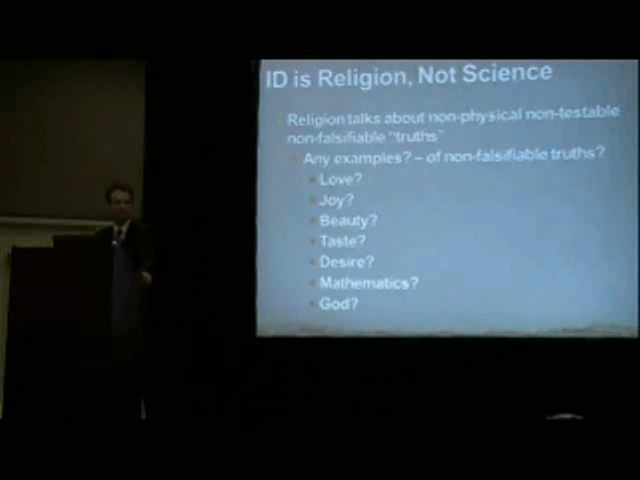 ID is Religion, Not Science
Religion talks about non-physical non-testable
non-falsifiable "truths"
Any examples? – of non-falsifiable truths?
Love?
Joy?
Beauty?
Taste?
Desire?
Mathematics?
God?